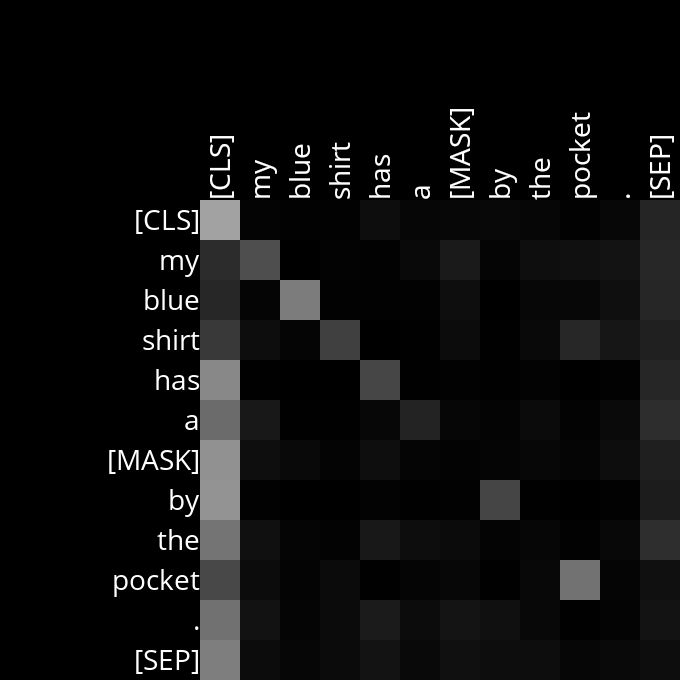 [CLS] my blue shirt has a [MASK] by the pocket . [SEP]
[CLS]
my
blue
shirt
has
a
[MASK]
by
the
pocket
.
[SEP]